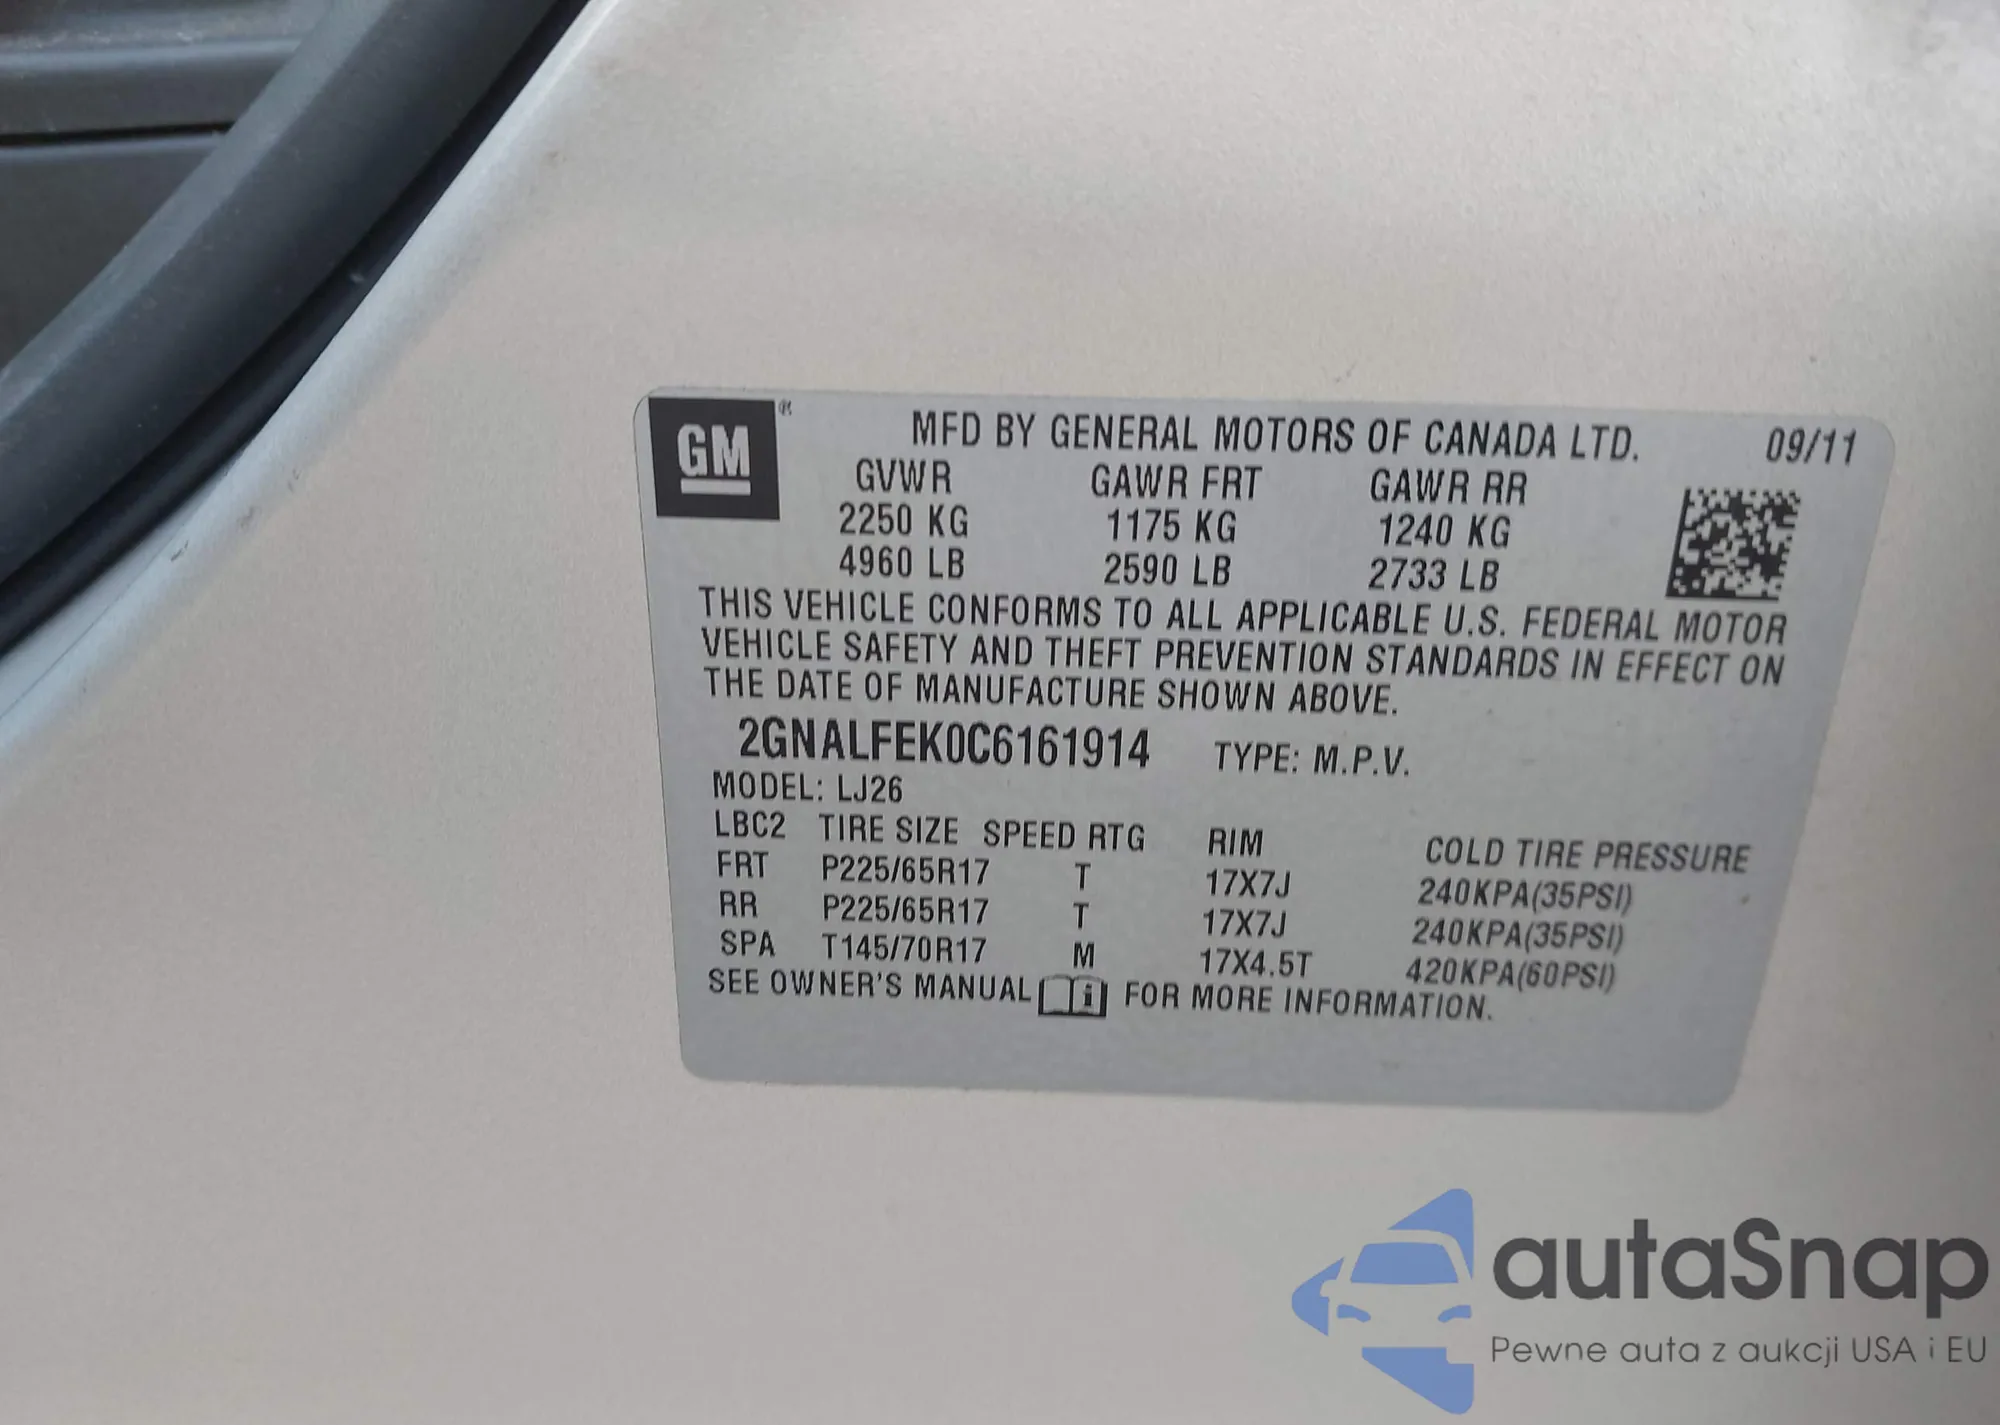 GM ®
MFD BY GENERAL MOTORS OF CANADA LTD. 09/11
GVWR GAWR FRT GAWR RR
2250 KG 1175 KG 1240 KG
4960 LB 2590 LB 2733 LB
THIS VEHICLE CONFORMS TO ALL APPLICABLE U.S. FEDERAL MOTOR
VEHICLE SAFETY AND THEFT PREVENTION STANDARDS IN EFFECT ON
THE DATE OF MANUFACTURE SHOWN ABOVE.
2GNALFEK0C6161914 TYPE: M.P.V.
MODEL: LJ26
LBC2 TIRE SIZE SPEED RTG RIM COLD TIRE PRESSURE
FRT P225/65R17 T 17X7J 240KPA(35PSI)
RR P225/65R17 T 17X7J 240KPA(35PSI)
SPA T145/70R17 M 17X4.5T 420KPA(60PSI)
SEE OWNER'S MANUAL i FOR MORE INFORMATION.
autaSnap
Pewne auta z aukcji USA i EU